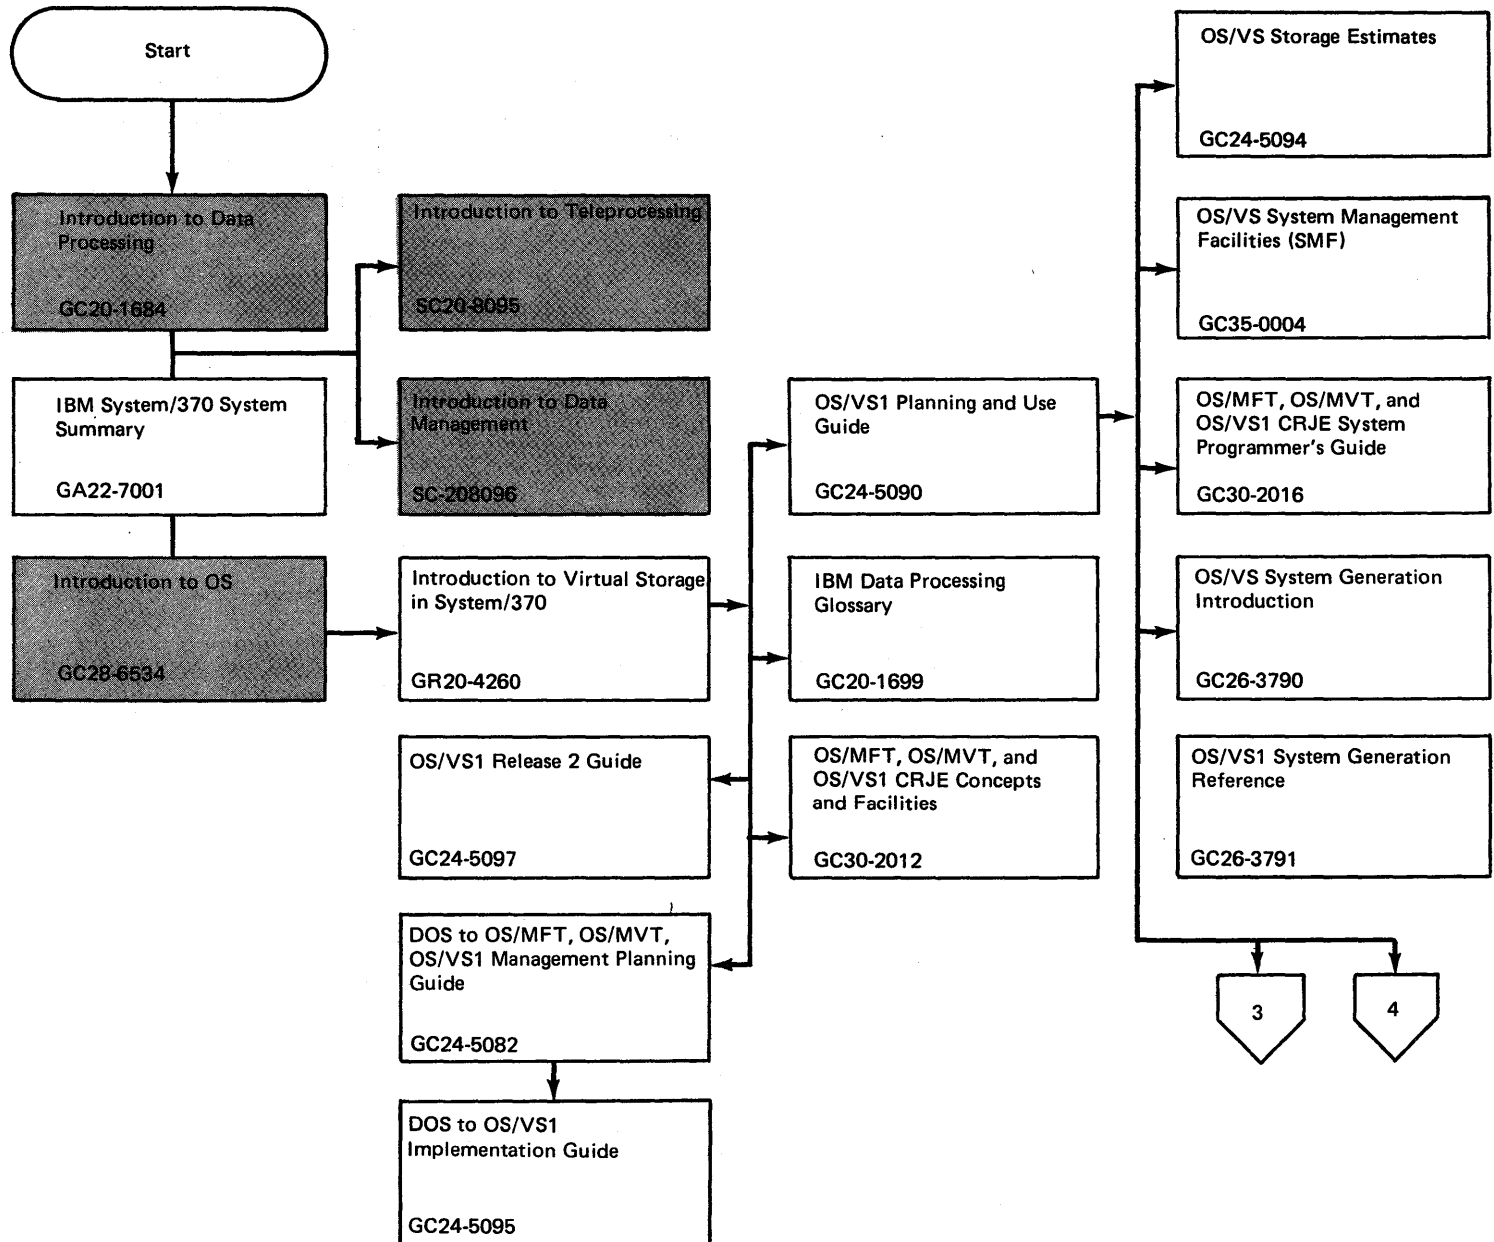 Start
Introduction to Data
Processing
GC20-1684
IBM System/370 System
Summary
GA22-7001
Introduction to OS
GC28-6534
Introduction to Teleprocessing
SC20-8095
Introduction to Data
Management
SC-208096
Introduction to Virtual Storage
in System/370
GR20-4260
OS/VS1 Release 2 Guide
GC24-5097
DOS to OS/MFT, OS/MVT,
OS/VS1 Management Planning
Guide
GC24-5082
DOS to OS/VS1
Implementation Guide
GC24-5095
OS/VS1 Planning and Use
Guide
GC24-5090
IBM Data Processing
Glossary
GC20-1699
OS/MFT, OS/MVT, and
OS/VS1 CRJE Concepts
and Facilities
GC30-2012
OS/VS Storage Estimates
GC24-5094
OS/VS System Management
Facilities (SMF)
GC35-0004
OS/MFT, OS/MVT, and
OS/VS1 CRJE System
Programmer's Guide
GC30-2016
OS/VS System Generation
Introduction
GC26-3790
OS/VS1 System Generation
Reference
GC26-3791
3
4